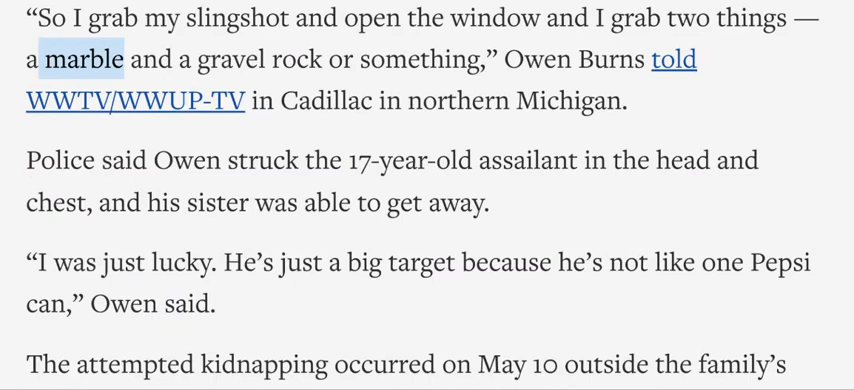 “So I grab my slingshot and open the window and I grab two things —
a marble and a gravel rock or something,” Owen Burns told
WWTV/WWUP-TV in Cadillac in northern Michigan.
Police said Owen struck the 17-year-old assailant in the head and
chest, and his sister was able to get away.
“I was just lucky. He’s just a big target because he’s not like one Pepsi
can,” Owen said.
The attempted kidnapping occurred on May 10 outside the family’s